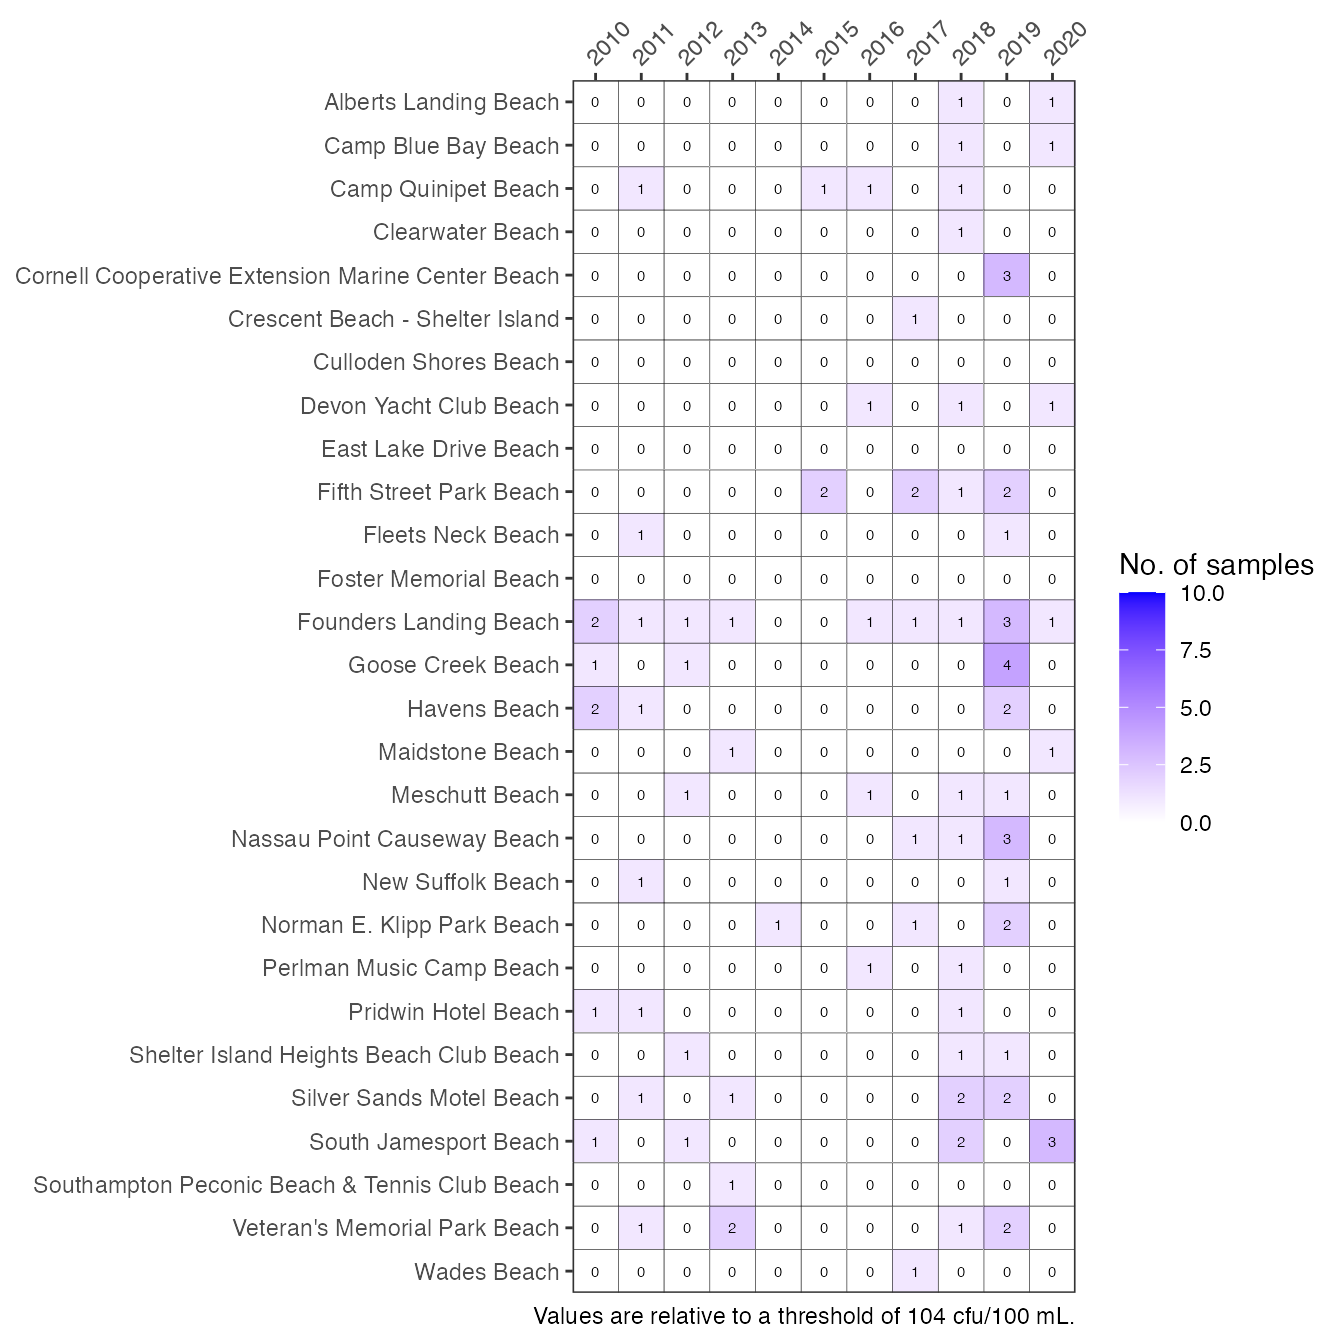 2010 2011 2012 2013 2014 2015 2016 2017 2018 2019 2020
Alberts Landing Beach 0 0 0 0 0 0 0 0 1 0 1
Camp Blue Bay Beach 0 0 0 0 0 0 0 0 1 0 1
Camp Quinipet Beach 0 1 0 0 0 1 1 0 1 0 0
Clearwater Beach 0 0 0 0 0 0 0 0 1 0 0
Cornell Cooperative Extension Marine Center Beach 0 0 0 0 0 0 0 0 0 3 0
Crescent Beach - Shelter Island 0 0 0 0 0 0 0 1 0 0 0
Culloden Shores Beach 0 0 0 0 0 0 0 0 0 0 0
Devon Yacht Club Beach 0 0 0 0 0 0 1 0 1 0 1
East Lake Drive Beach 0 0 0 0 0 0 0 0 0 0 0
Fifth Street Park Beach 0 0 0 0 0 2 0 2 1 2 0
Fleets Neck Beach 0 1 0 0 0 0 0 0 0 1 0
Foster Memorial Beach 0 0 0 0 0 0 0 0 0 0 0
Founders Landing Beach 2 1 1 1 0 0 1 1 1 3 1
Goose Creek Beach 1 0 1 0 0 0 0 0 0 4 0
Havens Beach 2 1 0 0 0 0 0 0 0 2 0
Maidstone Beach 0 0 0 1 0 0 0 0 0 0 1
Meschutt Beach 0 0 1 0 0 0 1 0 1 1 0
Nassau Point Causeway Beach 0 0 0 0 0 0 0 1 1 3 0
New Suffolk Beach 0 1 0 0 0 0 0 0 0 1 0
Norman E. Klipp Park Beach 0 0 0 0 1 0 0 1 0 2 0
Perlman Music Camp Beach 0 0 0 0 0 0 1 0 1 0 0
Pridwin Hotel Beach 1 1 0 0 0 0 0 0 1 0 0
Shelter Island Heights Beach Club Beach 0 0 1 0 0 0 0 0 1 1 0
Silver Sands Motel Beach 0 1 0 1 0 0 0 0 2 2 0
South Jamesport Beach 1 0 1 0 0 0 0 0 2 0 3
Southampton Peconic Beach & Tennis Club Beach 0 0 0 1 0 0 0 0 0 0 0
Veteran's Memorial Park Beach 0 1 0 2 0 0 0 0 1 2 0
Wades Beach 0 0 0 0 0 0 0 1 0 0 0
Values are relative to a threshold of 104 cfu/100 mL.
No. of samples
10.0
7.5
5.0
2.5
0.0